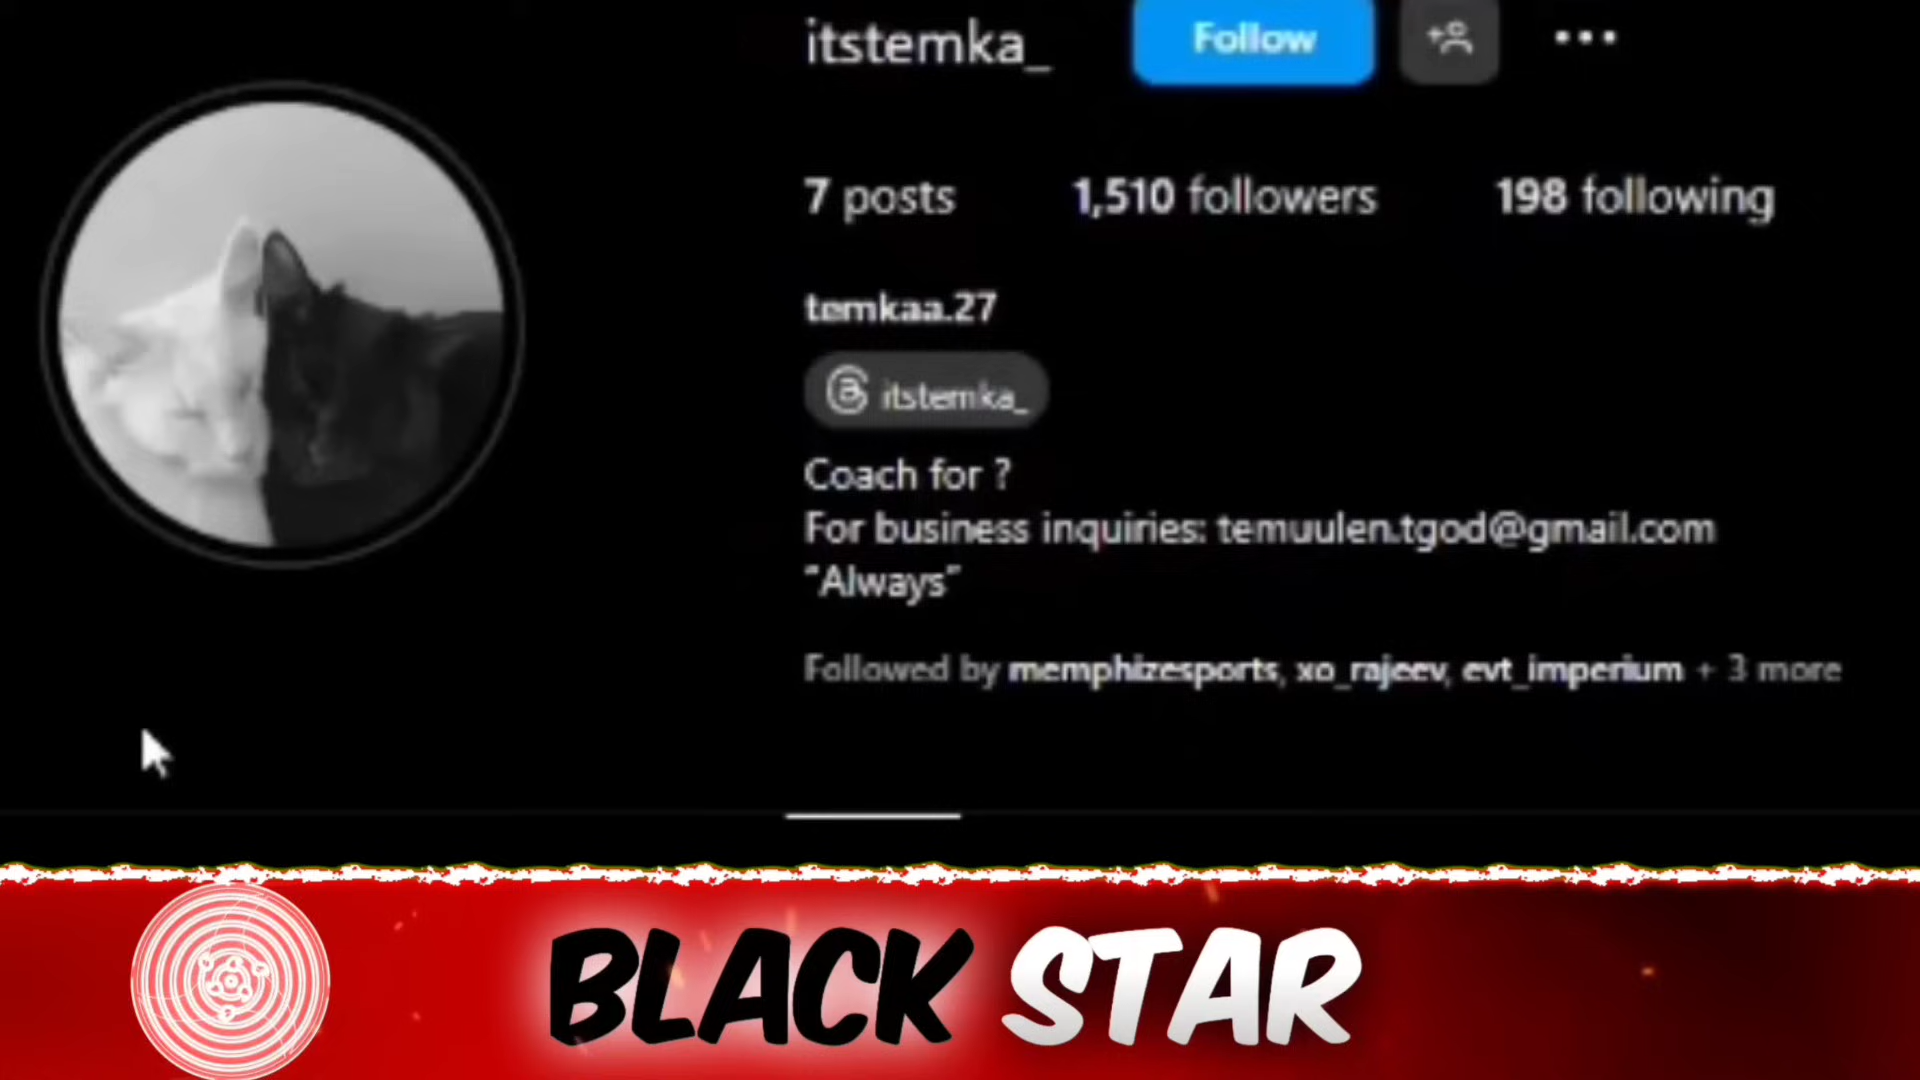 itstemka_ Follow
7 posts 1,510 followers 198 following
temkaa.27
itstemka_
Coach for ?
For business inquiries: temuulen.tgod@gmail.com
"Always"
Followed by memphizesports, xo_rajeev, evt_imperium + 3 more
BLACK STAR